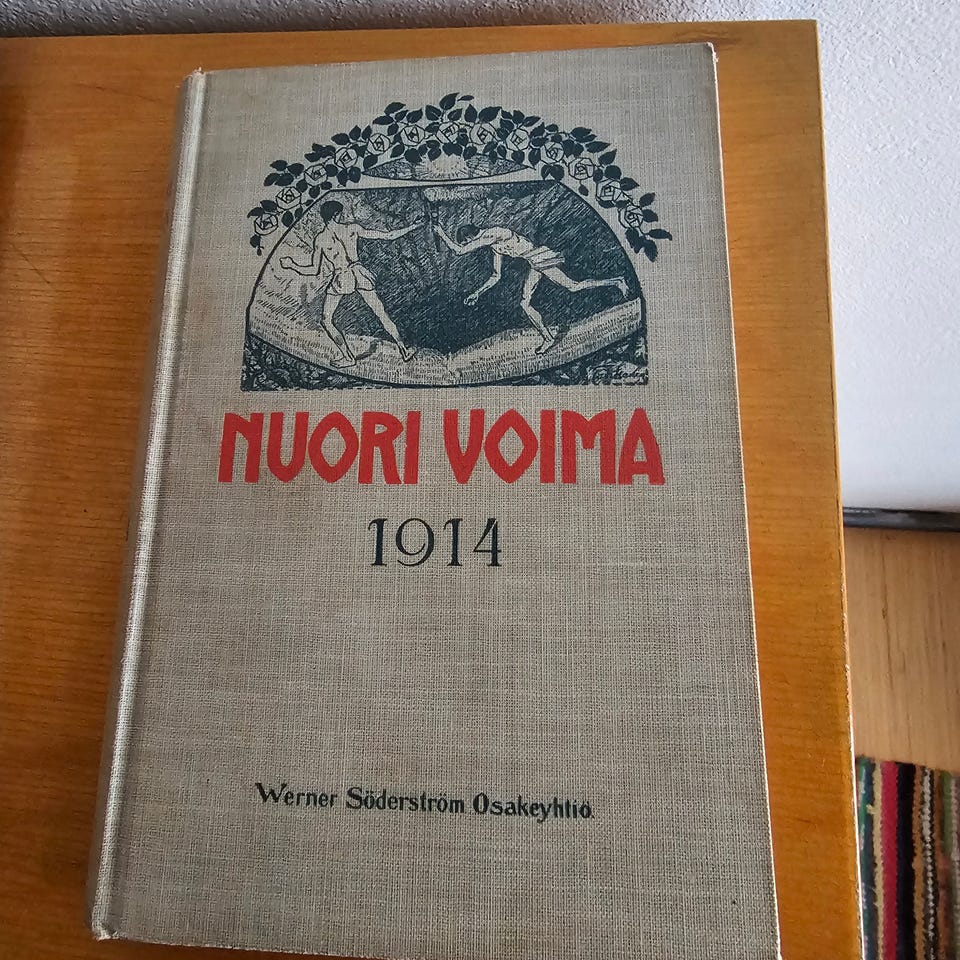 NUORI VOIMA
1914
Werner Söderström Osakeyhtiö.